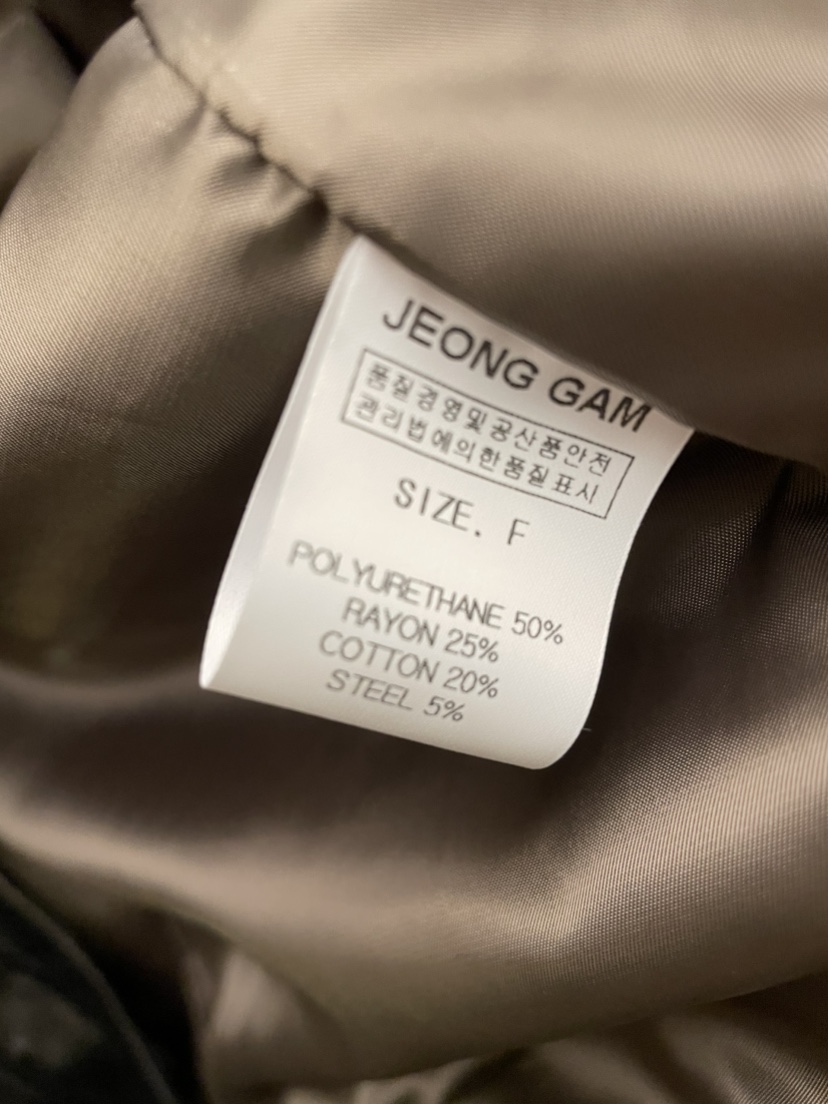 JEONG GAM
품질경영및공산품안전
관리법에의한품질표시
SIZE. F
POLYURETHANE 50%
RAYON 25%
COTTON 20%
STEEL 5%